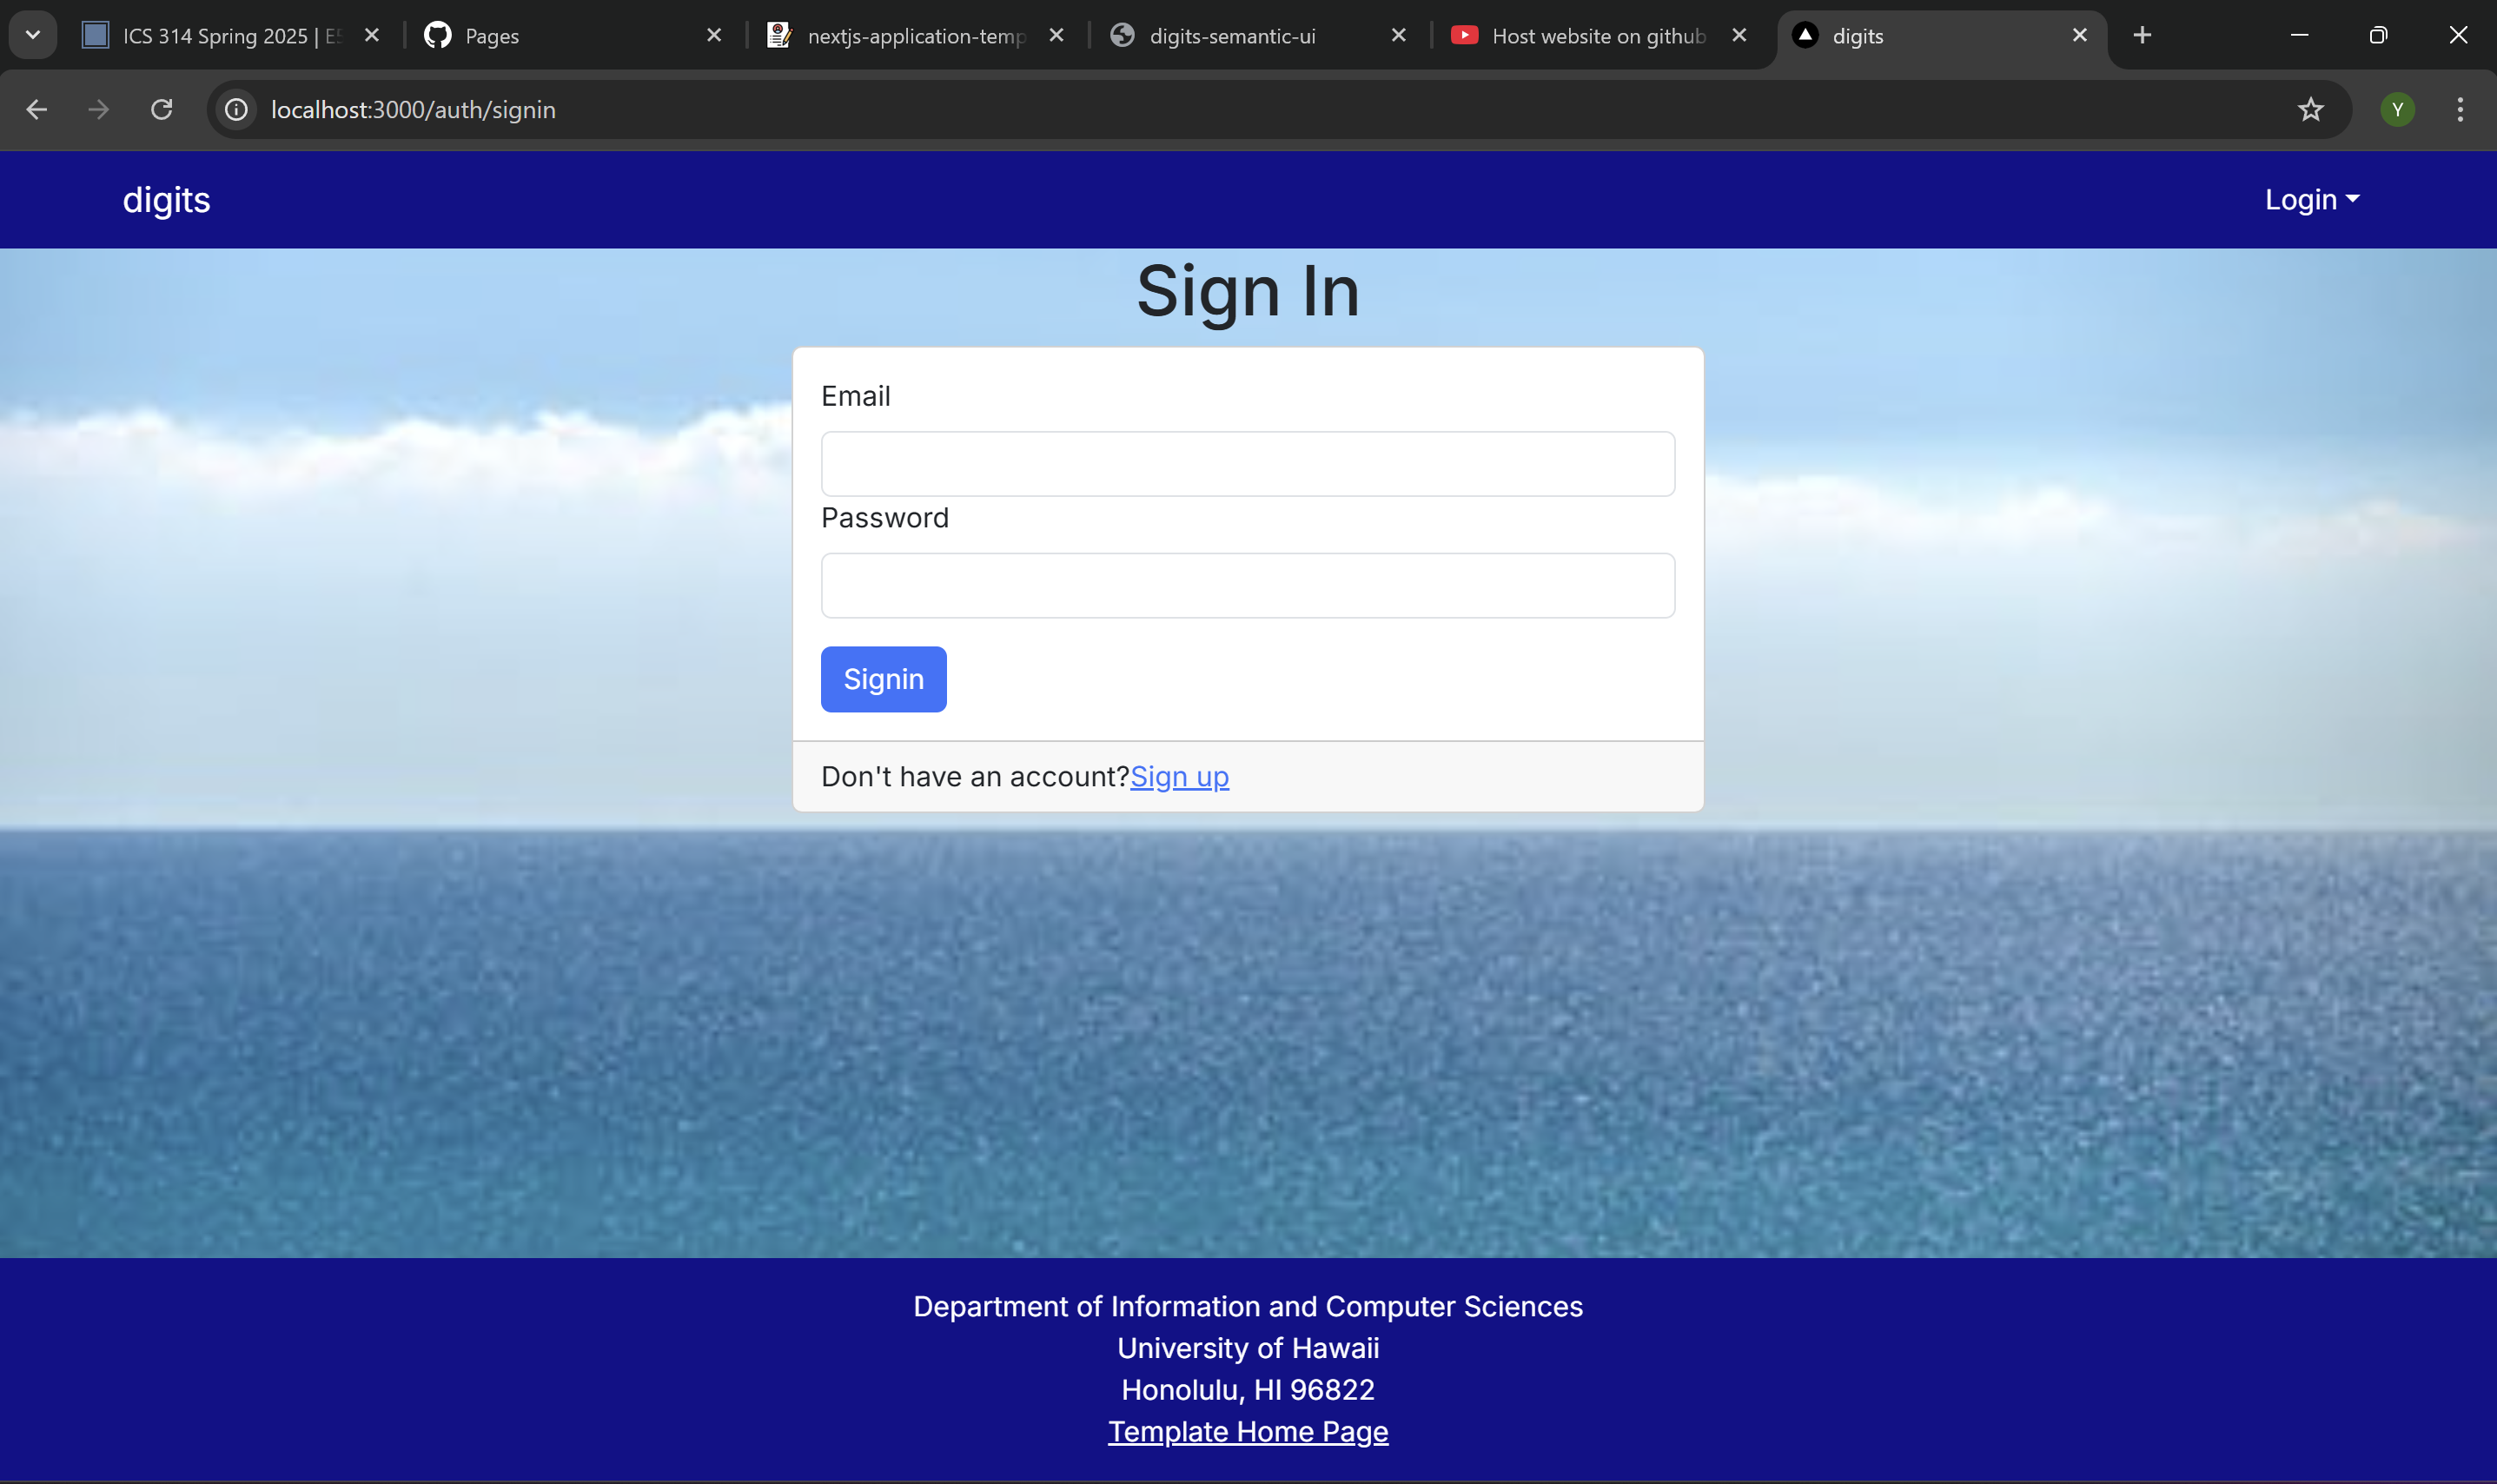 ICS 314 Spring 2025 |
Pages
nextjs-application-temp
digits-semantic-ui
Host website on github
digits
localhost:3000/auth/signin
Y
digits
Login
Sign In
Email
Password
Signin
Don't have an account?Sign up
Department of Information and Computer Sciences
University of Hawaii
Honolulu, HI 96822
Template Home Page